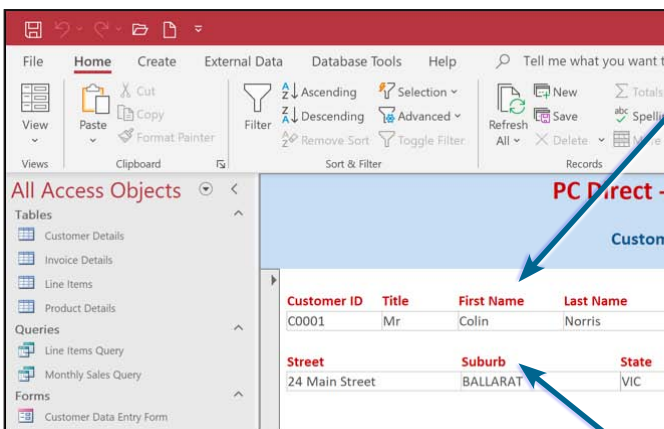 File Home Create External Data Database Tools Help Tell me what you want t
View
Views
Paste
Cut
Copy
Format Painter
Clipboard
Filter
Ascending
Descending
Remove Sort
Selection
Advanced
Toggle Filter
Sort & Filter
Refresh
All
New
Save
Delete
Totals
Spelli
Records
All Access Objects
Tables
Customer Details
Invoice Details
Line Items
Product Details
Queries
Line Items Query
Monthly Sales Query
Forms
Customer Data Entry Form
PC Direct -
Custom
Customer ID Title First Name Last Name
C0001 Mr Colin Norris
Street Suburb State
24 Main Street BALLARAT VIC